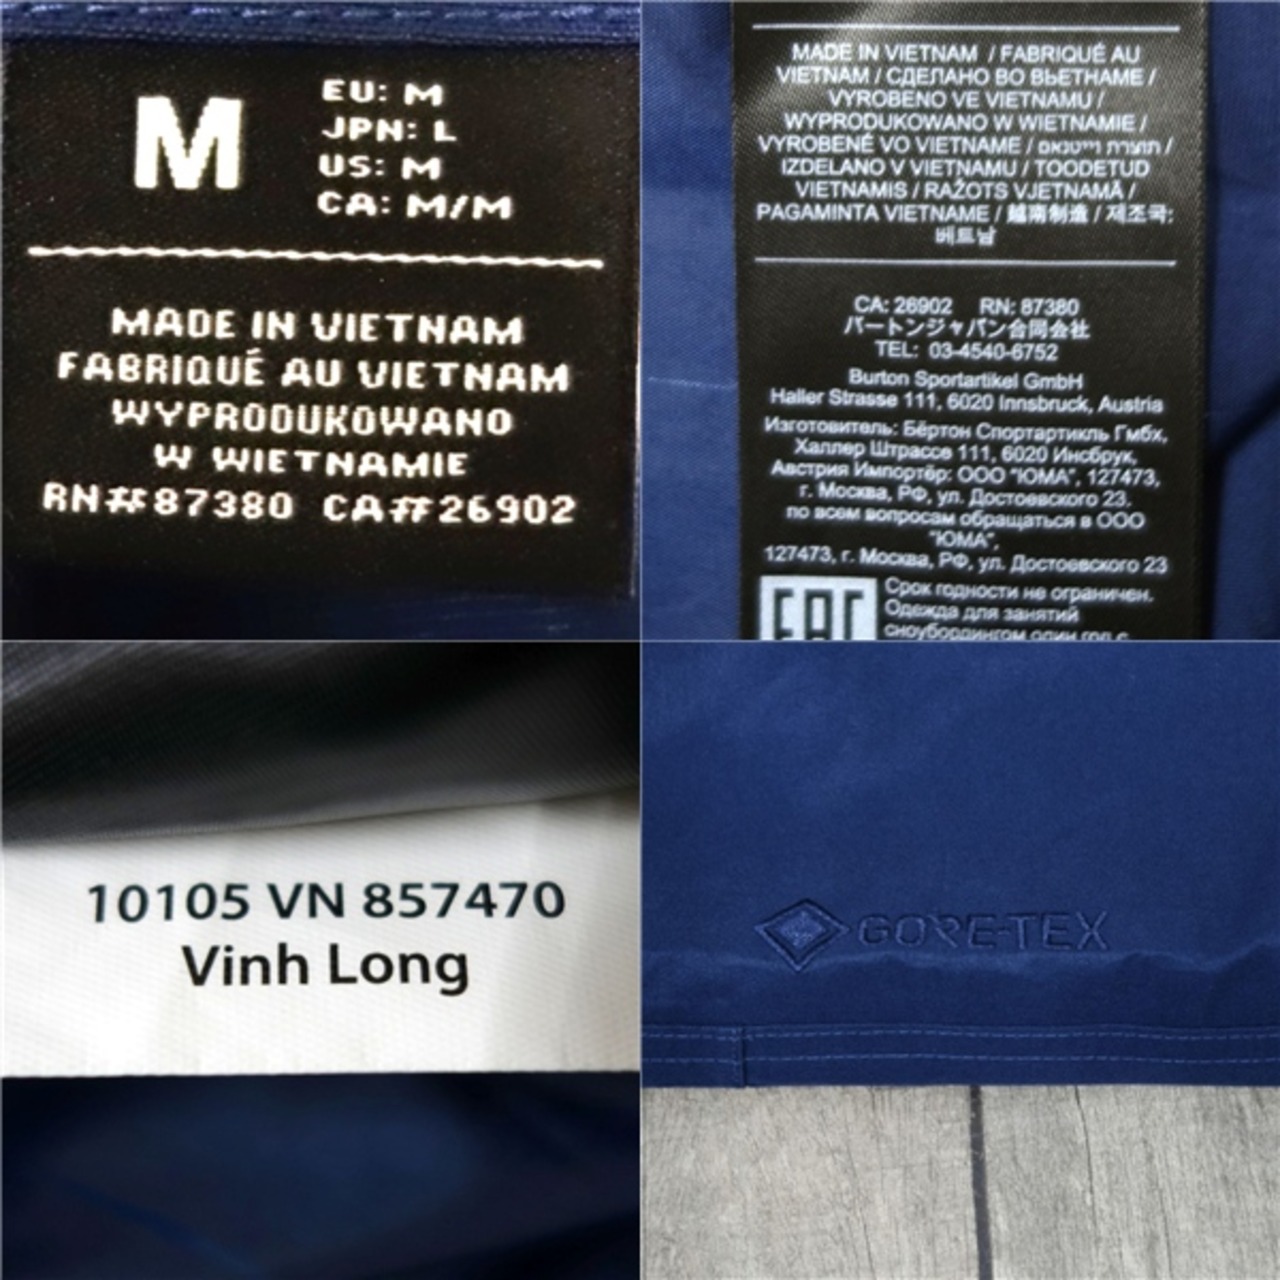 M
EU: M
JPN: L
US: M
CA: M/M
MADE IN VIETNAM
FABRIQUÉ AU VIETNAM
WYPRODUKOWANO
W WIETNAMIE
RN#87380 CA#26902
MADE IN VIETNAM / FABRIQUÉ AU
VIETNAM / СДЕЛАНО ВО ВЬЕТНАМЕ /
VYROBENO VE VIETNAMU /
WYPRODUKOWANO W WIETNAMIE /
VYROBENÉ VO VIETNAME / תוצרת וייטנאם /
IZDELANO V VIETNAMU / TOODETUD
VIETNAMIS / RAŽOTS VJETNAMĀ /
PAGAMINTA VIETNAME / 越南制造 / 제조국:
베트남
CA: 26902 RN: 87380
バートンジャパン合同会社
TEL: 03-4540-6752
Burton Sportartikel GmbH
Haller Strasse 111, 6020 Innsbruck, Austria
Изготовитель: Бёртон Спортартикль Гмбх,
Халлер Штрассе 111, 6020 Инсбрук,
Австрия Импортёр: ООО "ЮМА", 127473,
г. Москва, РФ, ул. Достоевского 23.
по всем вопросам обращаться в ООО
"ЮМА",
127473, г. Москва, РФ, ул. Достоевского 23
EAC
Срок годности не ограничен.
Одежда для занятий
сноубордингом один год с
10105 VN 857470
Vinh Long
GORE-TEX